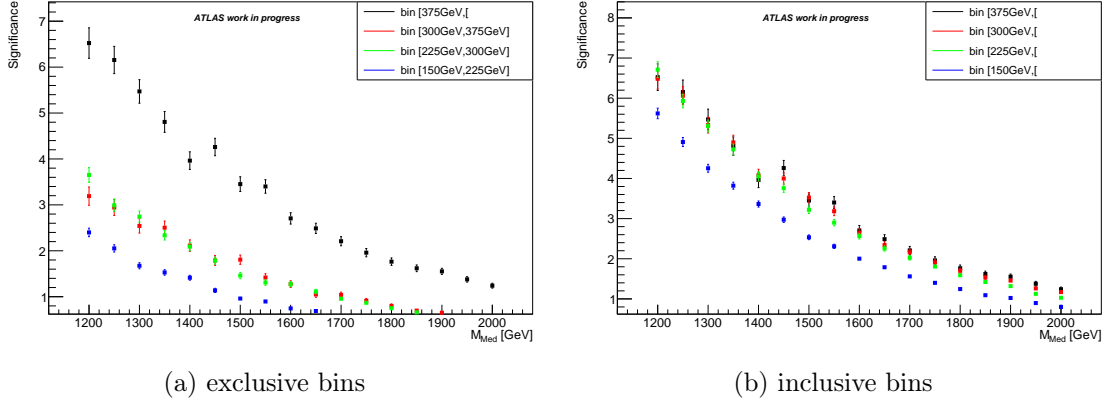 ATLAS work in progress
bin [375GeV,[
bin [300GeV,375GeV]
bin [225GeV,300GeV]
bin [150GeV,225GeV]
Significance
7
6
5
4
3
2
1
1200 1300 1400 1500 1600 1700 1800 1900 2000
M_Med [GeV]
(a) exclusive bins
ATLAS work in progress
bin [375GeV,[
bin [300GeV,[
bin [225GeV,[
bin [150GeV,[
Significance
8
7
6
5
4
3
2
1
1200 1300 1400 1500 1600 1700 1800 1900 2000
M_Med [GeV]
(b) inclusive bins